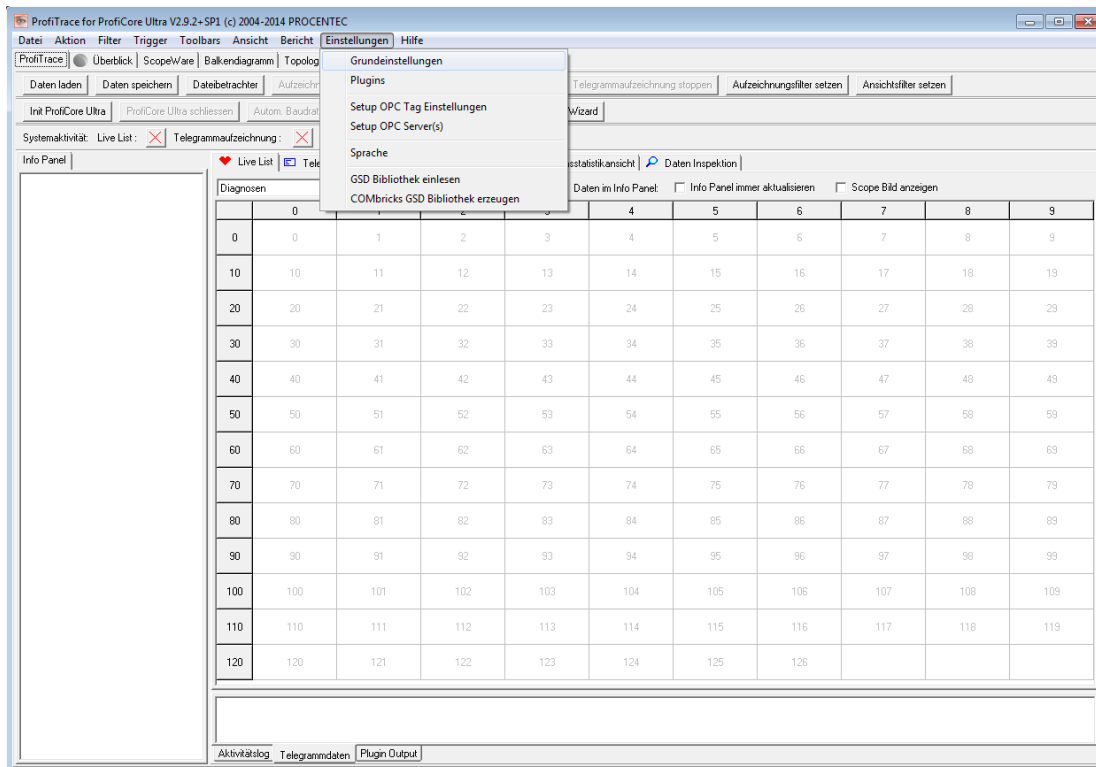 ProfiTrace for ProfiCore Ultra V2.9.2+SP1 (c) 2004-2014 PROCENTEC
Datei Aktion Filter Trigger Toolbars Ansicht Bericht Einstellungen Hilfe
ProfiTrace Überblick ScopeWare Balkendiagramm Topolog
Grundeinstellungen
Plugins
Setup OPC Tag Einstellungen
Setup OPC Server(s)
Sprache
GSD Bibliothek einlesen
COMbricks GSD Bibliothek erzeugen
Daten laden Daten speichern Dateibetrachter Aufzeichn Telegrammaufzeichnung stoppen Aufzeichnungsfilter setzen Ansichtsfilter setzen
Init ProfiCore Ultra ProfiCore Ultra schliessen Autom. Baudrat Wizard
Systemaktivität: Live List : Telegrammaufzeichnung :
Info Panel Live List Tele sstatistikansicht Daten Inspektion
Diagnosen Daten im Info Panel: Info Panel immer aktualisieren Scope Bild anzeigen
0 1 2 3 4 5 6 7 8 9
0 0 1 2 3 4 5 6 7 8 9
10 10 11 12 13 14 15 16 17 18 19
20 20 21 22 23 24 25 26 27 28 29
30 30 31 32 33 34 35 36 37 38 39
40 40 41 42 43 44 45 46 47 48 49
50 50 51 52 53 54 55 56 57 58 59
60 60 61 62 63 64 65 66 67 68 69
70 70 71 72 73 74 75 76 77 78 79
80 80 81 82 83 84 85 86 87 88 89
90 90 91 92 93 94 95 96 97 98 99
100 100 101 102 103 104 105 106 107 108 109
110 110 111 112 113 114 115 116 117 118 119
120 120 121 122 123 124 125 126
Aktivitätslog Telegrammdaten Plugin Output